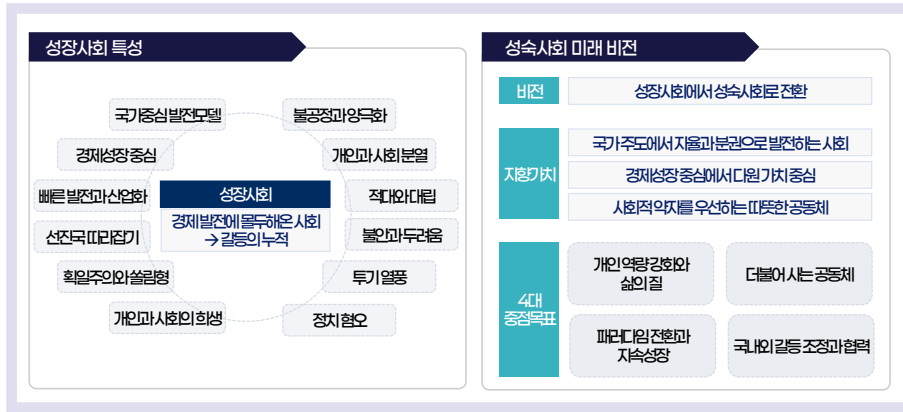 성장사회 특성
국가중심 발전모델
불공정과 양극화
경제성장 중심
개인과 사회 분열
빠른 발전과 산업화
적대와 대립
선진국 따라잡기
불안과 두려움
획일주의와 쏠림형
투기 열풍
개인과 사회의 희생
정치 혐오
성장사회
경제 발전에 몰두해온 사회
→ 갈등의 누적
성숙사회 미래 비전
비전
성장사회에서 성숙사회로 전환
지향가치
국가 주도에서 자율과 분권으로 발전하는 사회
경제성장 중심에서 다원 가치 중심
사회적 약자를 우선하는 따뜻한 공동체
4대
중점목표
개인 역량 강화와
삶의 질
더불어 사는 공동체
패러다임 전환과
지속성장
국내외 갈등 조정과 협력